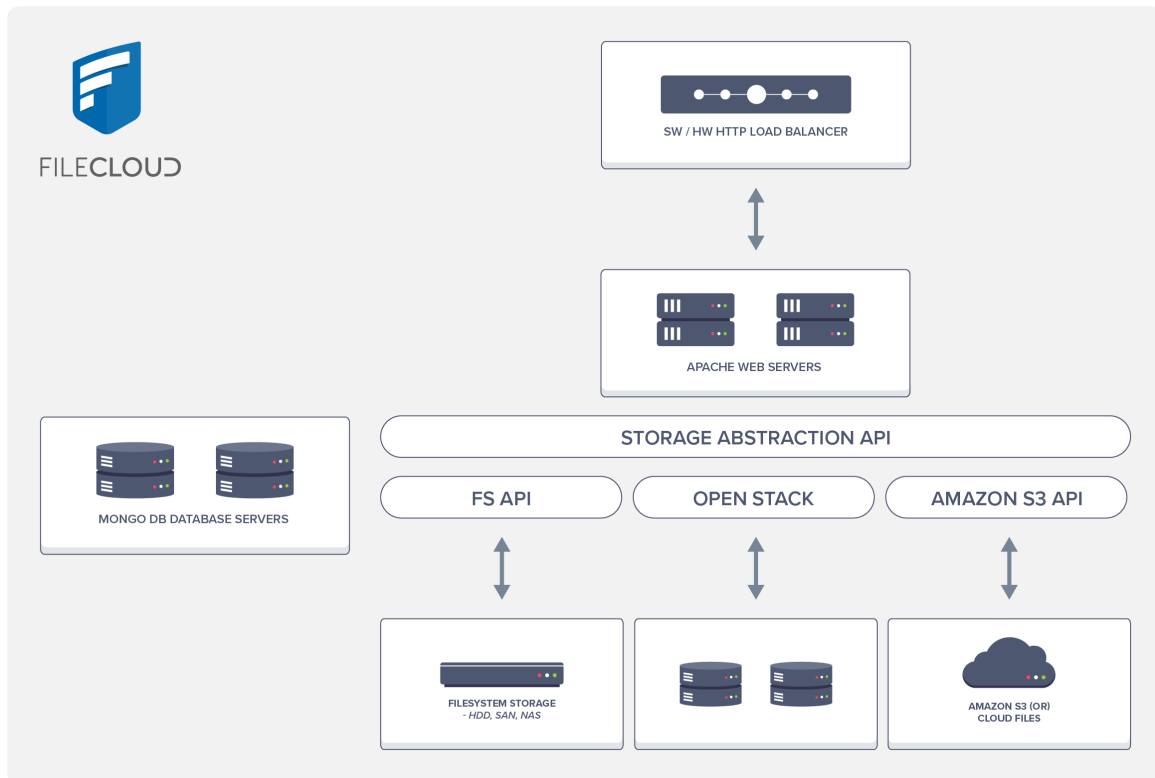 FILECLOUD
SW / HW HTTP LOAD BALANCER
APACHE WEB SERVERS
MONGO DB DATABASE SERVERS
STORAGE ABSTRACTION API
FS API
OPEN STACK
AMAZON S3 API
FILESYSTEM STORAGE
- HDD, SAN, NAS
AMAZON S3 (OR)
CLOUD FILES